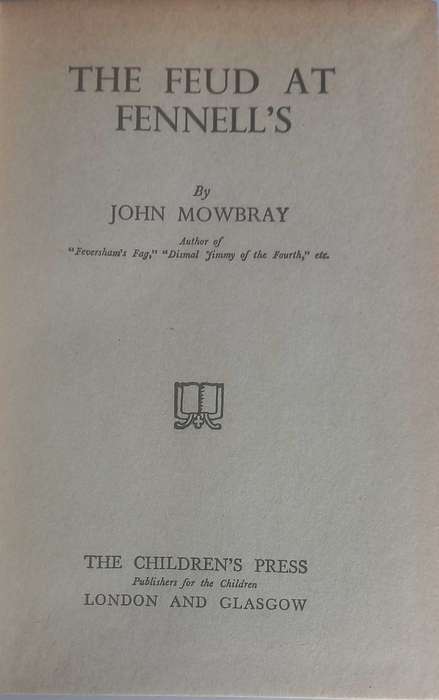 THE FEUD AT
FENNELL'S
By
JOHN MOWBRAY
Author of
"Feversham's Fag," "Dismal Jimmy of the Fourth," etc.
THE CHILDREN'S PRESS
Publishers for the Children
LONDON AND GLASGOW